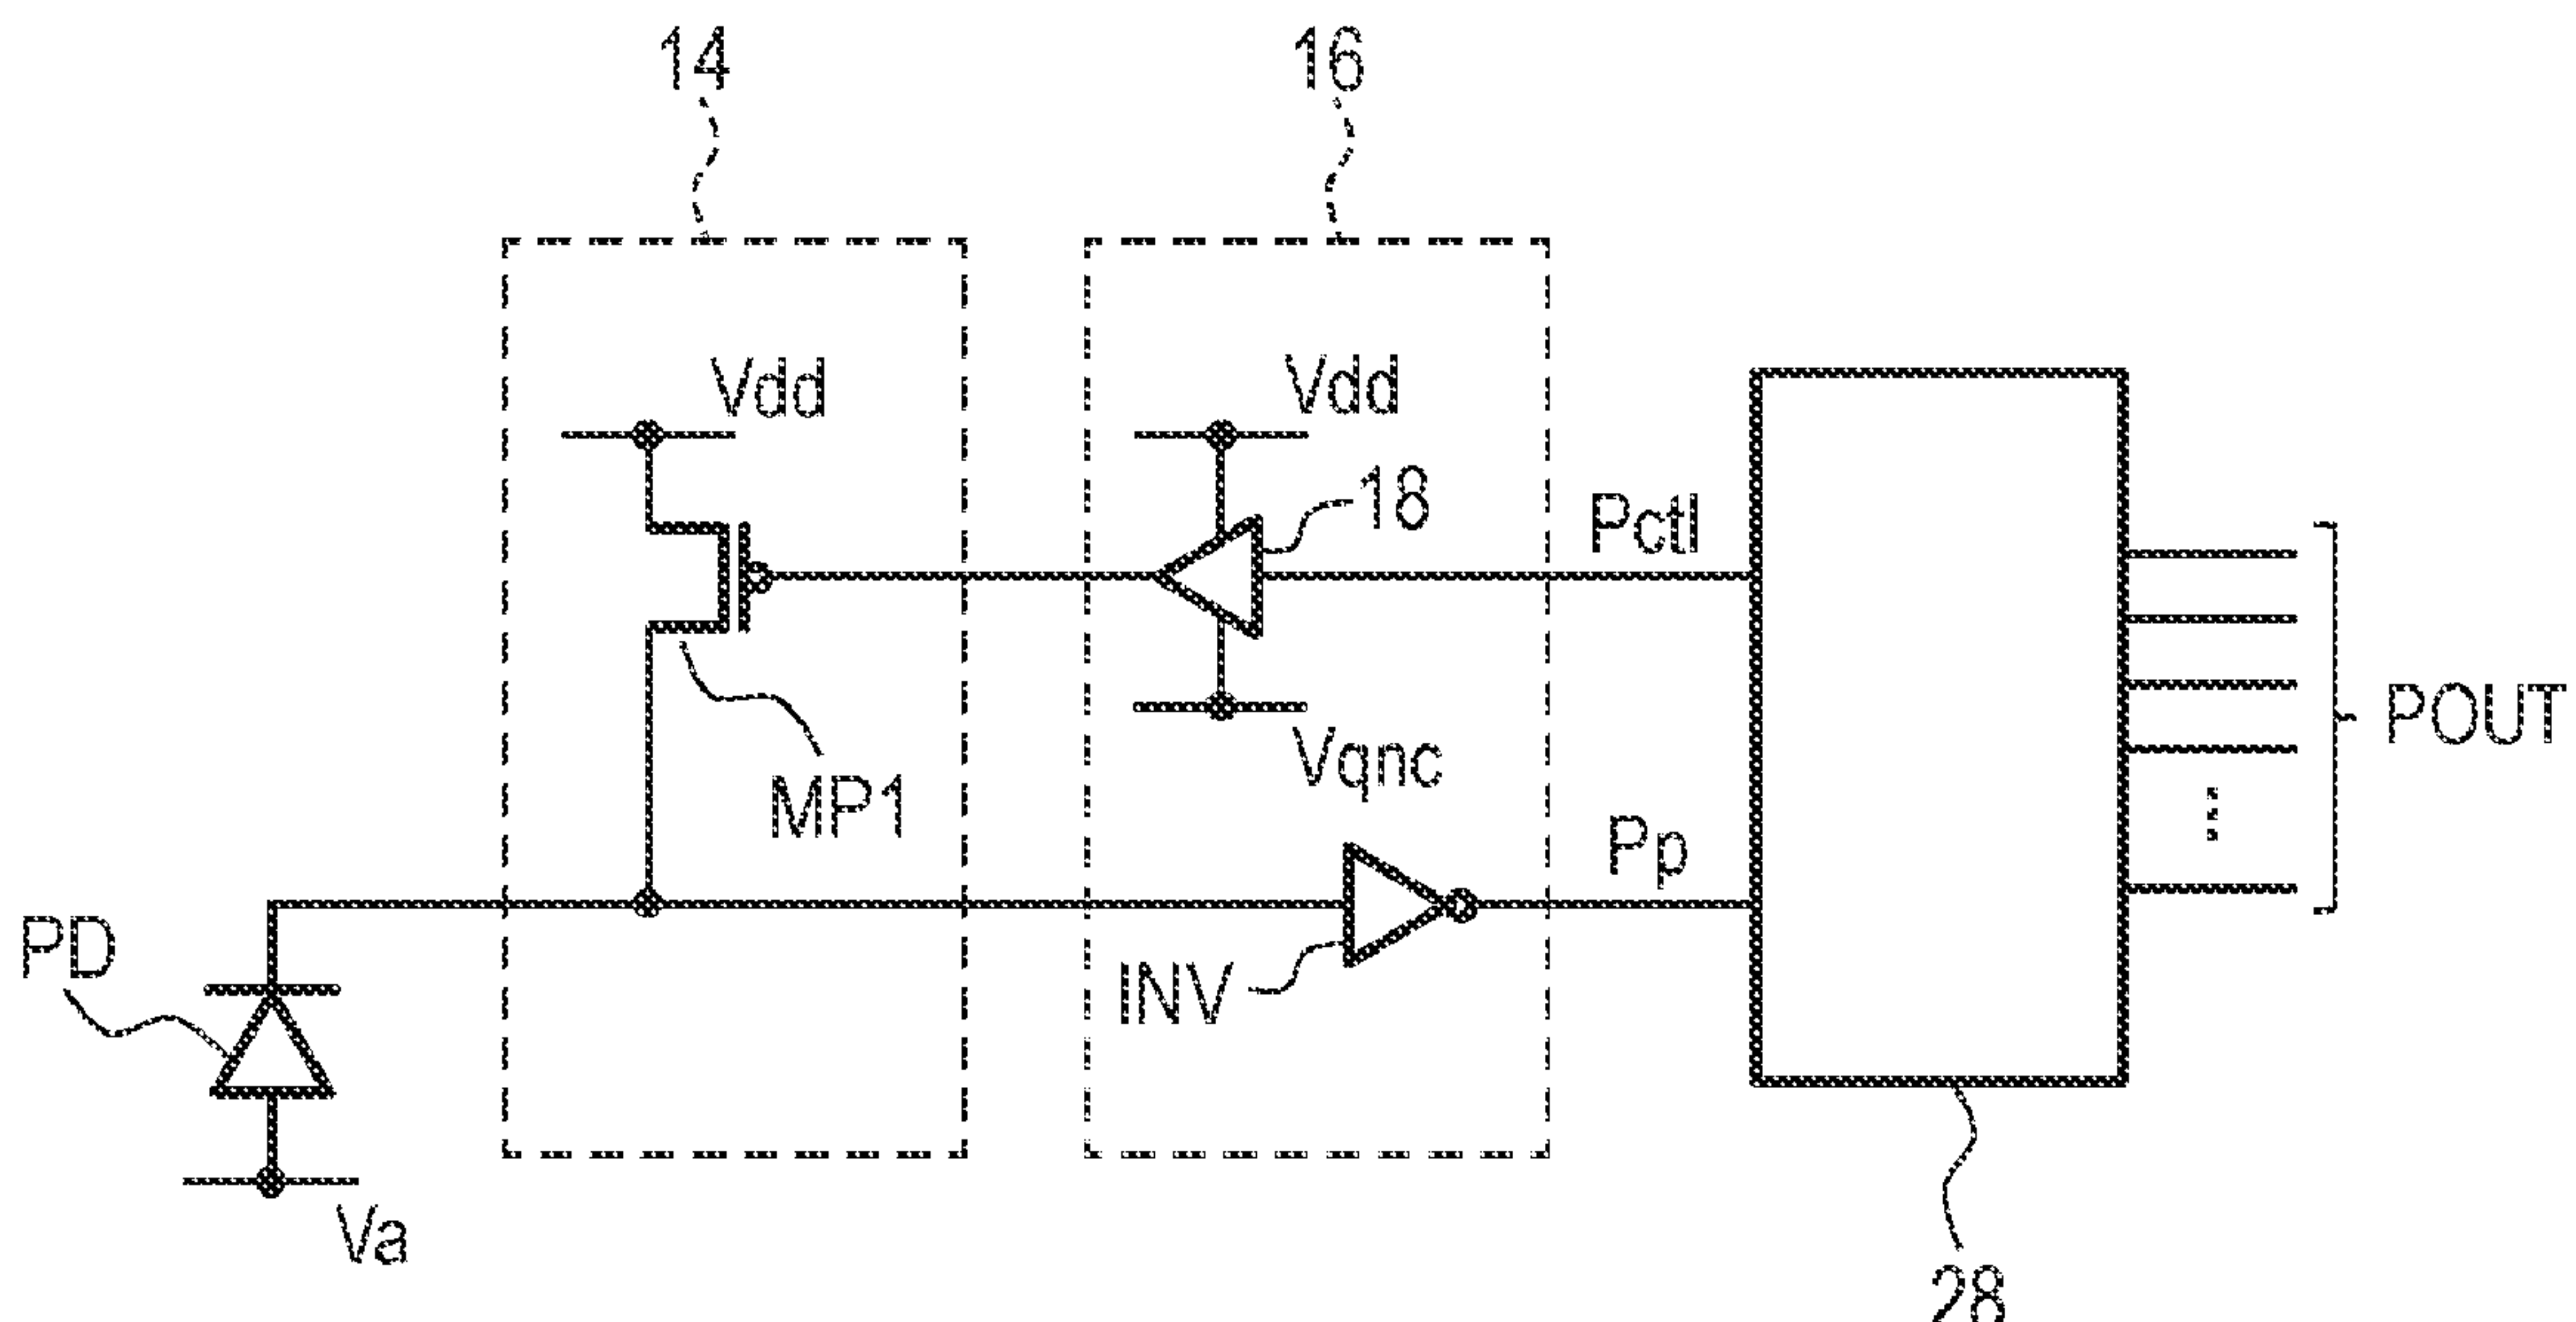 14
16
Vdd
Vdd
18
Pctl
Vqnc
MP1
POUT
Pp
PD
INV
Va
28